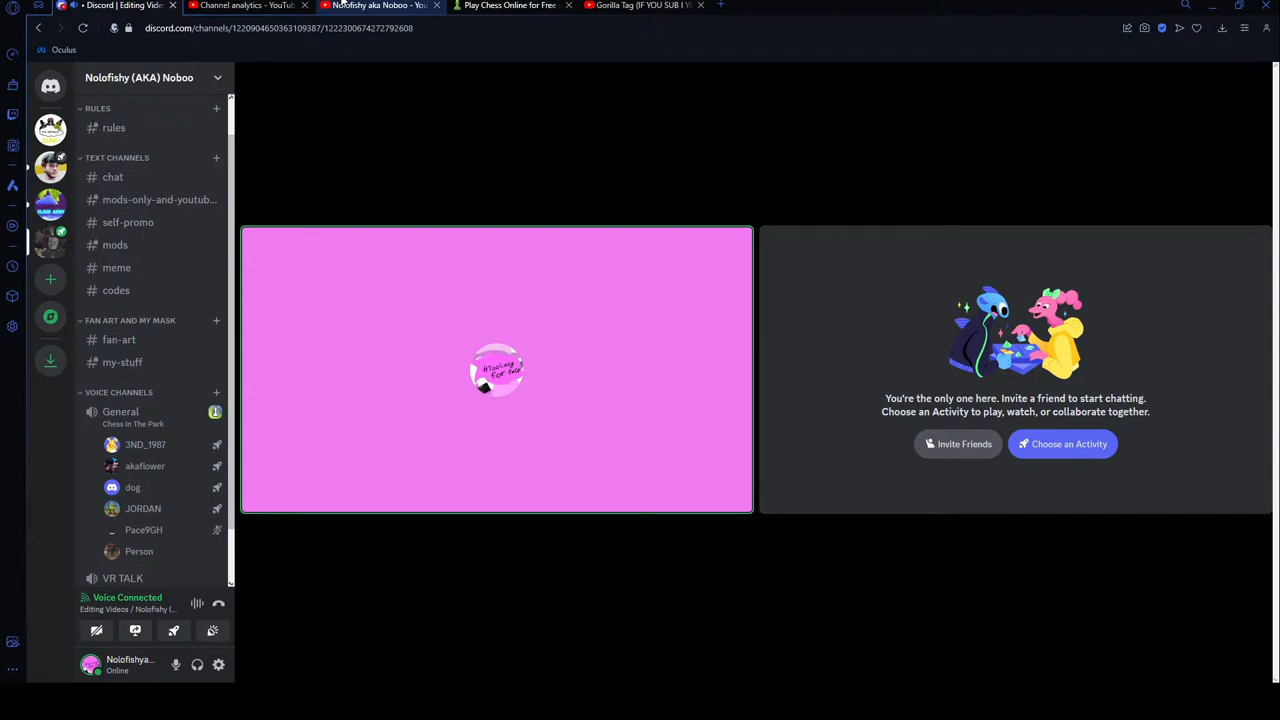 Discord | Editing Vide
Channel analytics - YouTub
Nolofishy aka Noboo - You
Play Chess Online for Free
Gorilla Tag (IF YOU SUB I Y
discord.com/channels/1220904650363109387/1222300674272792608
Oculus
Nolofishy (AKA) Noboo
RULES
rules
TEXT CHANNELS
chat
mods-only-and-youtub...
self-promo
mods
meme
codes
FAN ART AND MY MASK
fan-art
my-stuff
VOICE CHANNELS
General
Chess In The Park
3ND_1987
akaflower
dog
JORDAN
Pace9GH
Person
VR TALK
Voice Connected
Editing Videos / Nolofishy (...
Nolofishya...
Online
#TooLazy
for face
You're the only one here. Invite a friend to start chatting.
Choose an Activity to play, watch, or collaborate together.
Invite Friends
Choose an Activity